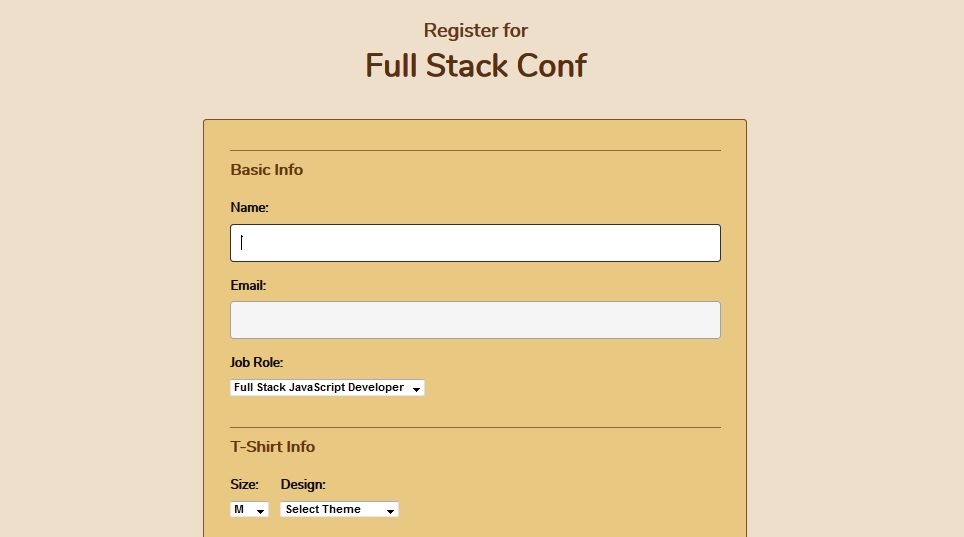 Register for
Full Stack Conf
Basic Info
Name:
Email:
Job Role:
Full Stack JavaScript Developer
T-Shirt Info
Size: Design:
M Select Theme